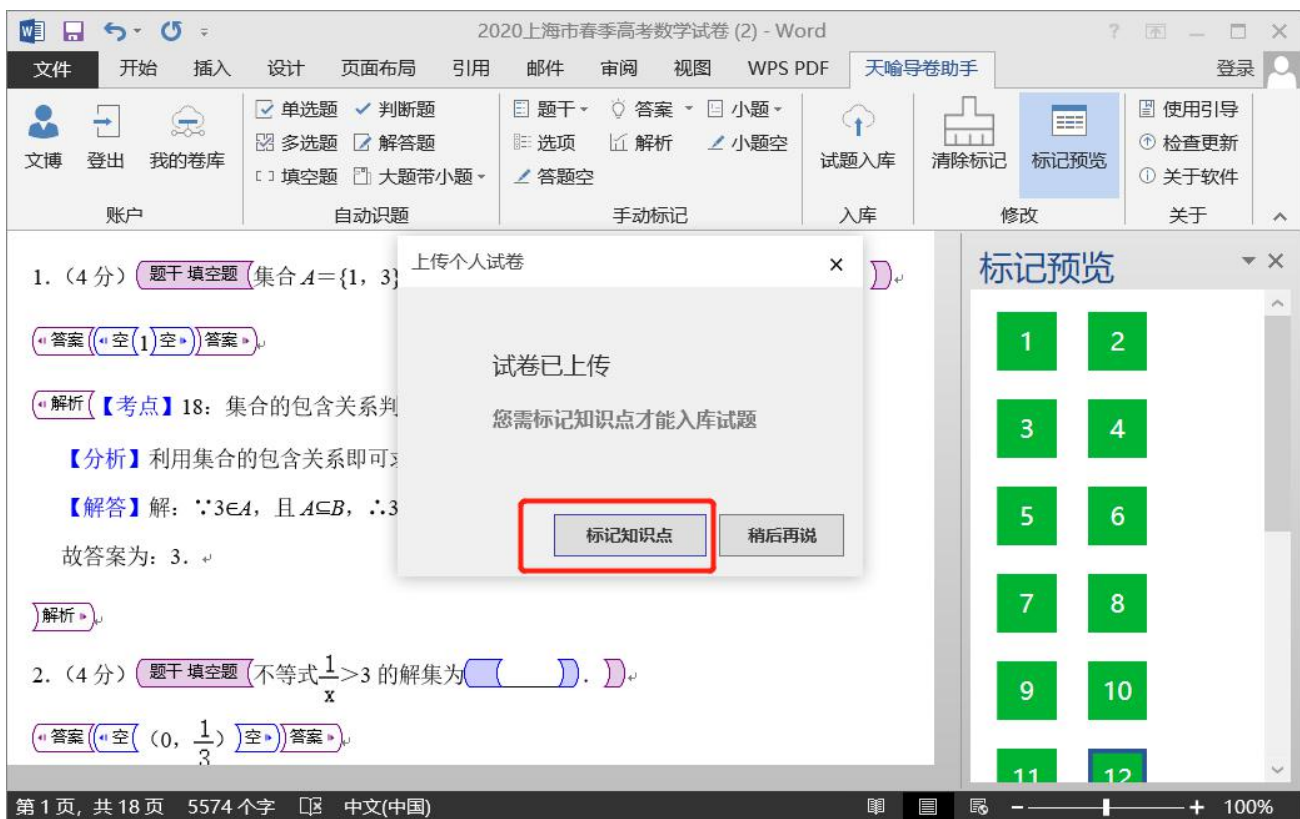 2020上海市春季高考数学试卷 (2) - Word
文件 开始 插入 设计 页面布局 引用 邮件 审阅 视图 WPS PDF 天喻导卷助手 登录
单选题 判断题 题干 答案 小题 使用引导
多选题 解答题 选项 解析 小题空 检查更新
文博 登出 我的卷库 试题入库 清除标记 标记预览
填空题 大题带小题 答题空 关于软件
账户 自动识题 手动标记 入库 修改 关于
上传个人试卷
标记预览
1.（4 分） 题干 填空题 集合 A＝{1，3}
答案 空 1 空 答案
试卷已上传
您需标记知识点才能入库试题
标记知识点 稍后再说
解析 【考点】18：集合的包含关系判
【分析】利用集合的包含关系即可
【解答】解：∵3∈A，且 A⊆B，∴3
故答案为：3．
解析
2.（4 分） 题干 填空题 不等式1/x＞3 的解集为 ．
答案 空 （0，1/3） 空 答案
1 2
3 4
5 6
7 8
9 10
11 12
第 1 页，共 18 页 5574 个字 中文(中国) 100%